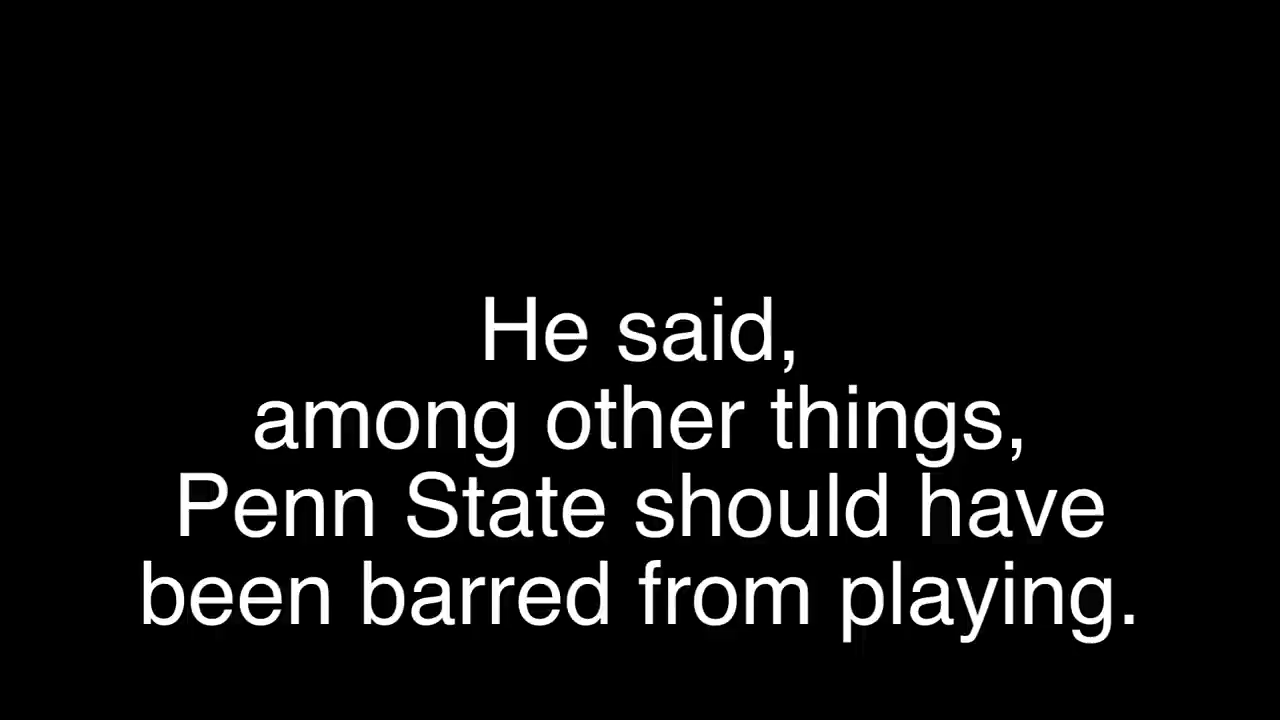 He said,
among other things,
Penn State should have
been barred from playing.